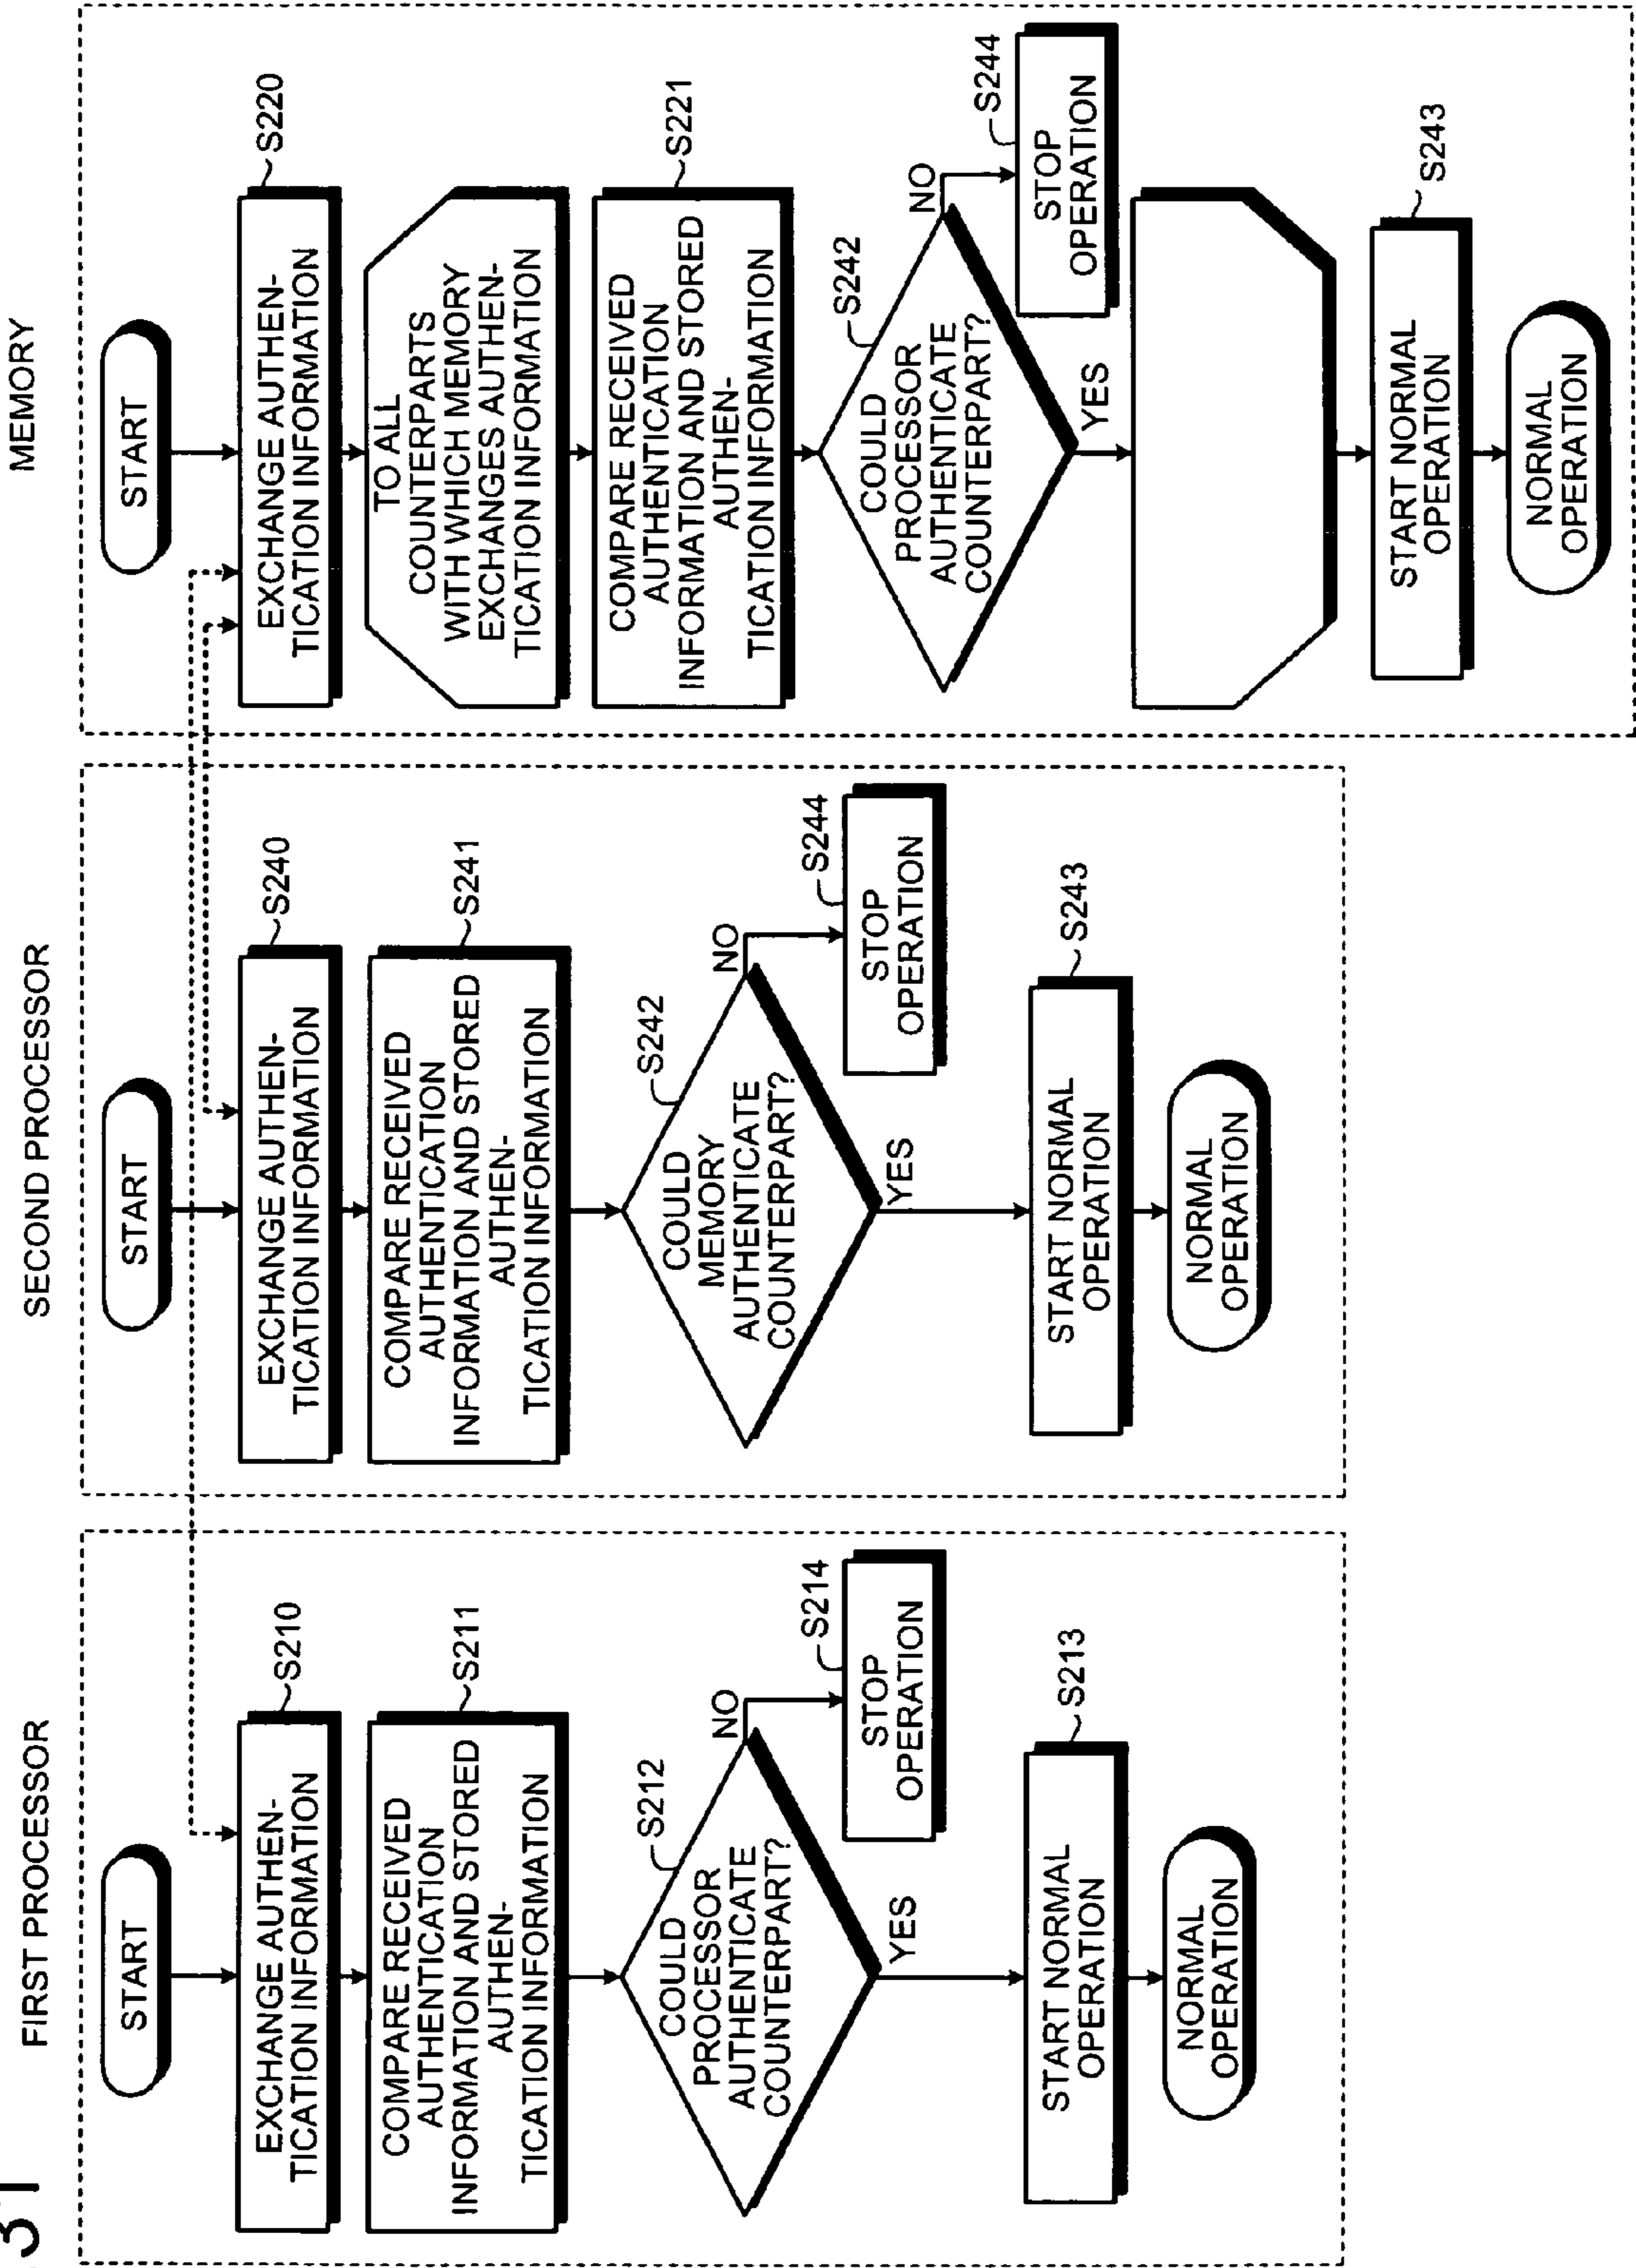 31
FIRST PROCESSOR
START
EXCHANGE AUTHEN-
TICATION INFORMATION
S210
COMPARE RECEIVED
AUTHENTICATION
INFORMATION AND STORED
AUTHEN-
TICATION INFORMATION
S211
COULD
PROCESSOR
AUTHENTICATE
COUNTERPART?
S212
NO
S214
STOP
OPERATION
YES
START NORMAL
OPERATION
S213
NORMAL
OPERATION
SECOND PROCESSOR
START
EXCHANGE AUTHEN-
TICATION INFORMATION
S240
COMPARE RECEIVED
AUTHENTICATION
INFORMATION AND STORED
AUTHEN-
TICATION INFORMATION
S241
COULD
MEMORY
AUTHENTICATE
COUNTERPART?
S242
NO
S244
STOP
OPERATION
YES
START NORMAL
OPERATION
S243
NORMAL
OPERATION
MEMORY
START
EXCHANGE AUTHEN-
TICATION INFORMATION
S220
TO ALL
COUNTERPARTS
WITH WHICH MEMORY
EXCHANGES AUTHEN-
TICATION INFORMATION
COMPARE RECEIVED
AUTHENTICATION
INFORMATION AND STORED
AUTHEN-
TICATION INFORMATION
S221
COULD
PROCESSOR
AUTHENTICATE
COUNTERPART?
S242
NO
S244
STOP
OPERATION
YES
START NORMAL
OPERATION
S243
NORMAL
OPERATION